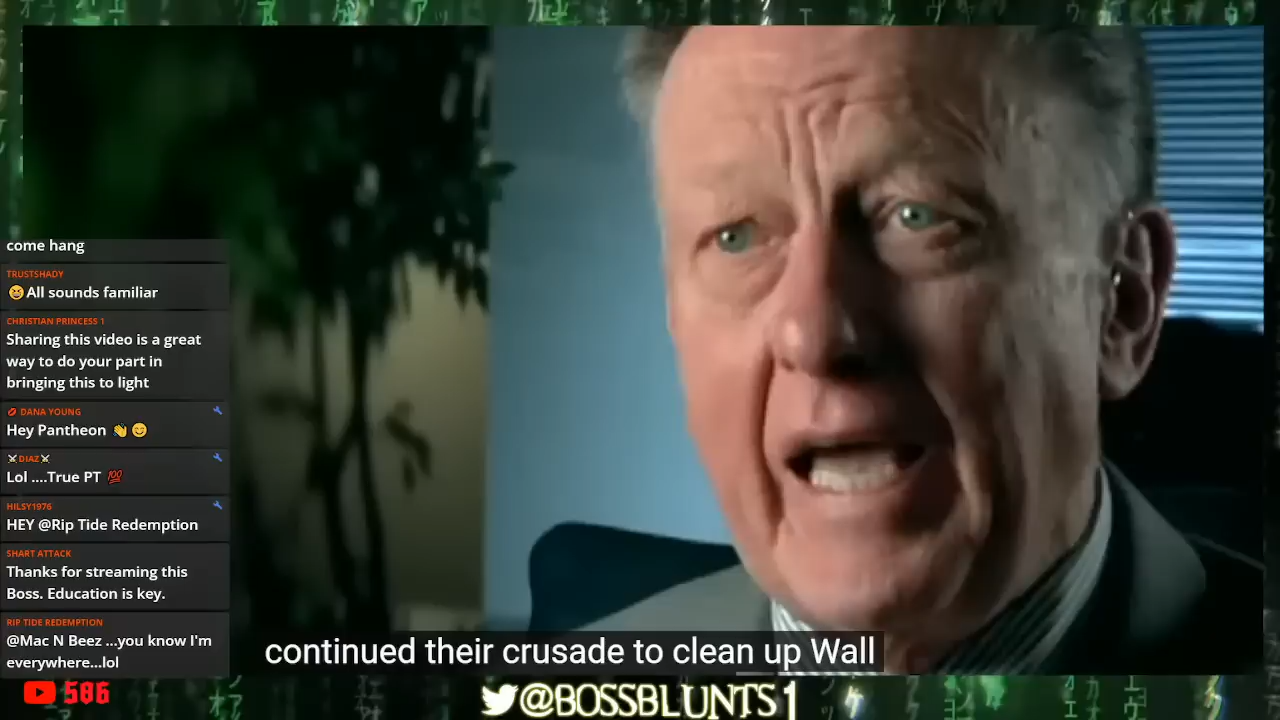 come hang
TRUSTSHADY
😆All sounds familiar
CHRISTIAN PRINCESS 1
Sharing this video is a great
way to do your part in
bringing this to light
💋 DANA YOUNG
Hey Pantheon 👏😊
⚔DIAZ⚔
Lol ....True PT 💯
HILSY1976
HEY @Rip Tide Redemption
SHART ATTACK
Thanks for streaming this
Boss. Education is key.
RIP TIDE REDEMPTION
@Mac N Beez ...you know I'm
everywhere...lol
continued their crusade to clean up Wall
586
@BOSSBLUNTS1